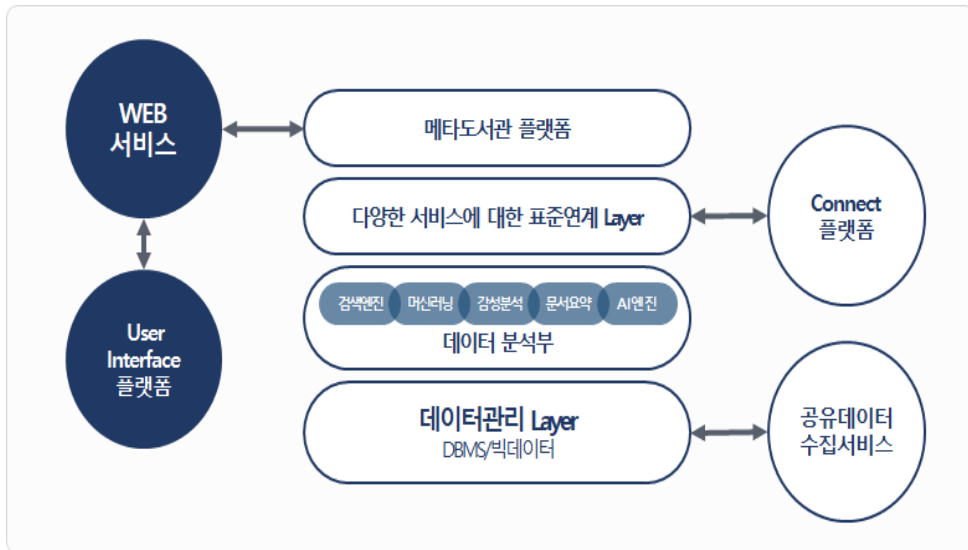 WEB
서비스
메타도서관 플랫폼
다양한 서비스에 대한 표준연계 Layer
Connect
플랫폼
검색엔진 머신러닝 감성분석 문서요약 AI엔진
데이터 분석부
User
Interface
플랫폼
데이터관리 Layer
DBMS/빅데이터
공유데이터
수집서비스